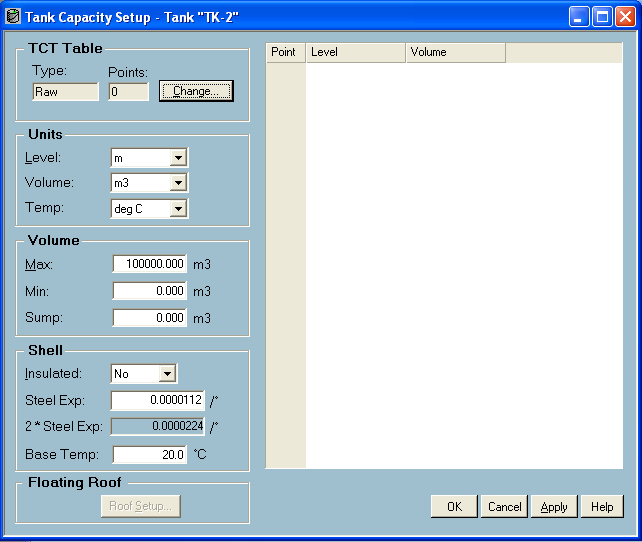 Tank Capacity Setup - Tank "TK-2"
TCT Table
Type: Points:
Raw 0 Change...
Units
Level: m
Volume: m3
Temp: deg C
Volume
Max: 100000.000 m3
Min: 0.000 m3
Sump: 0.000 m3
Shell
Insulated: No
Steel Exp: 0.0000112 /°
2 * Steel Exp: 0.0000224 /°
Base Temp: 20.0 °C
Floating Roof
Roof Setup...
Point Level Volume
OK Cancel Apply Help